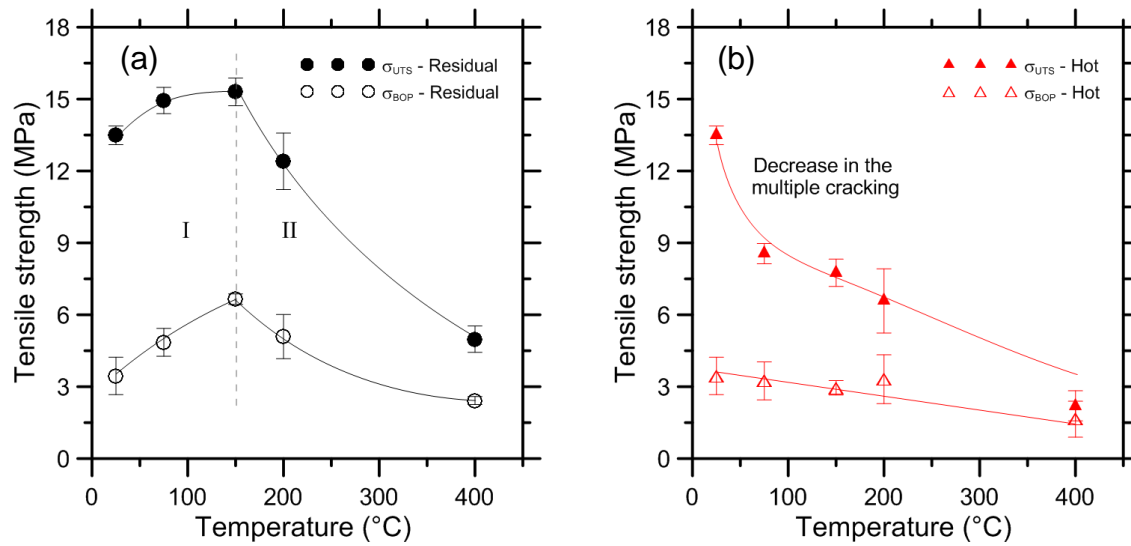 (a)
σUTS - Residual
σBOP - Residual
I
II
18
15
12
9
6
3
0
Tensile strength (MPa)
0
100
200
300
400
Temperature (°C)
(b)
σUTS - Hot
σBOP - Hot
Decrease in the
multiple cracking
18
15
12
9
6
3
0
Tensile strength (MPa)
0
100
200
300
400
Temperature (°C)